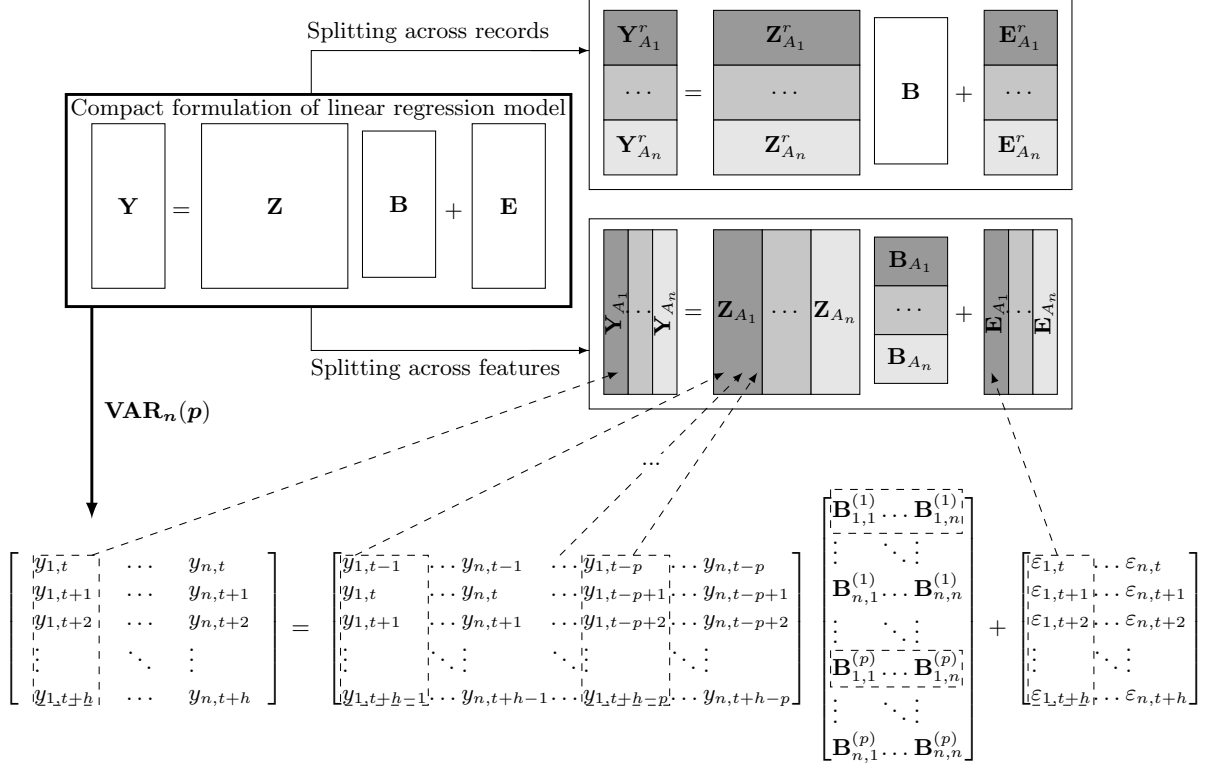 Splitting across records
Y^r_{A_1} Z^r_{A_1} E^r_{A_1}
⋯ = ⋯ B + ⋯
Y^r_{A_n} Z^r_{A_n} E^r_{A_n}
Compact formulation of linear regression model
Y = Z B + E
Splitting across features
Y_{A_1} ⋯ Y_{A_n} = Z_{A_1} ⋯ Z_{A_n} B_{A_1} ⋯ B_{A_n} + E_{A_1} ⋯ E_{A_n}
VAR_n(p)
...
y_{1,t} ⋯ y_{n,t}
y_{1,t+1} ⋯ y_{n,t+1}
y_{1,t+2} ⋯ y_{n,t+2}
⋮ ⋱ ⋮
y_{1,t+h} ⋯ y_{n,t+h}
=
y_{1,t−1} ⋯ y_{n,t−1} ⋯ y_{1,t−p} ⋯ y_{n,t−p}
y_{1,t} ⋯ y_{n,t} ⋯ y_{1,t−p+1} ⋯ y_{n,t−p+1}
y_{1,t+1} ⋯ y_{n,t+1} ⋯ y_{1,t−p+2} ⋯ y_{n,t−p+2}
⋮ ⋱ ⋮ ⋱ ⋮ ⋱ ⋮
y_{1,t+h−1} ⋯ y_{n,t+h−1} ⋯ y_{1,t+h−p} ⋯ y_{n,t+h−p}
B^{(1)}_{1,1} … B^{(1)}_{1,n}
⋮ ⋱ ⋮
B^{(1)}_{n,1} … B^{(1)}_{n,n}
⋮ ⋱ ⋮
B^{(p)}_{1,1} … B^{(p)}_{1,n}
⋮ ⋱ ⋮
B^{(p)}_{n,1} … B^{(p)}_{n,n}
+
ε_{1,t} ⋯ ε_{n,t}
ε_{1,t+1} ⋯ ε_{n,t+1}
ε_{1,t+2} ⋯ ε_{n,t+2}
⋮ ⋱ ⋮
ε_{1,t+h} ⋯ ε_{n,t+h}